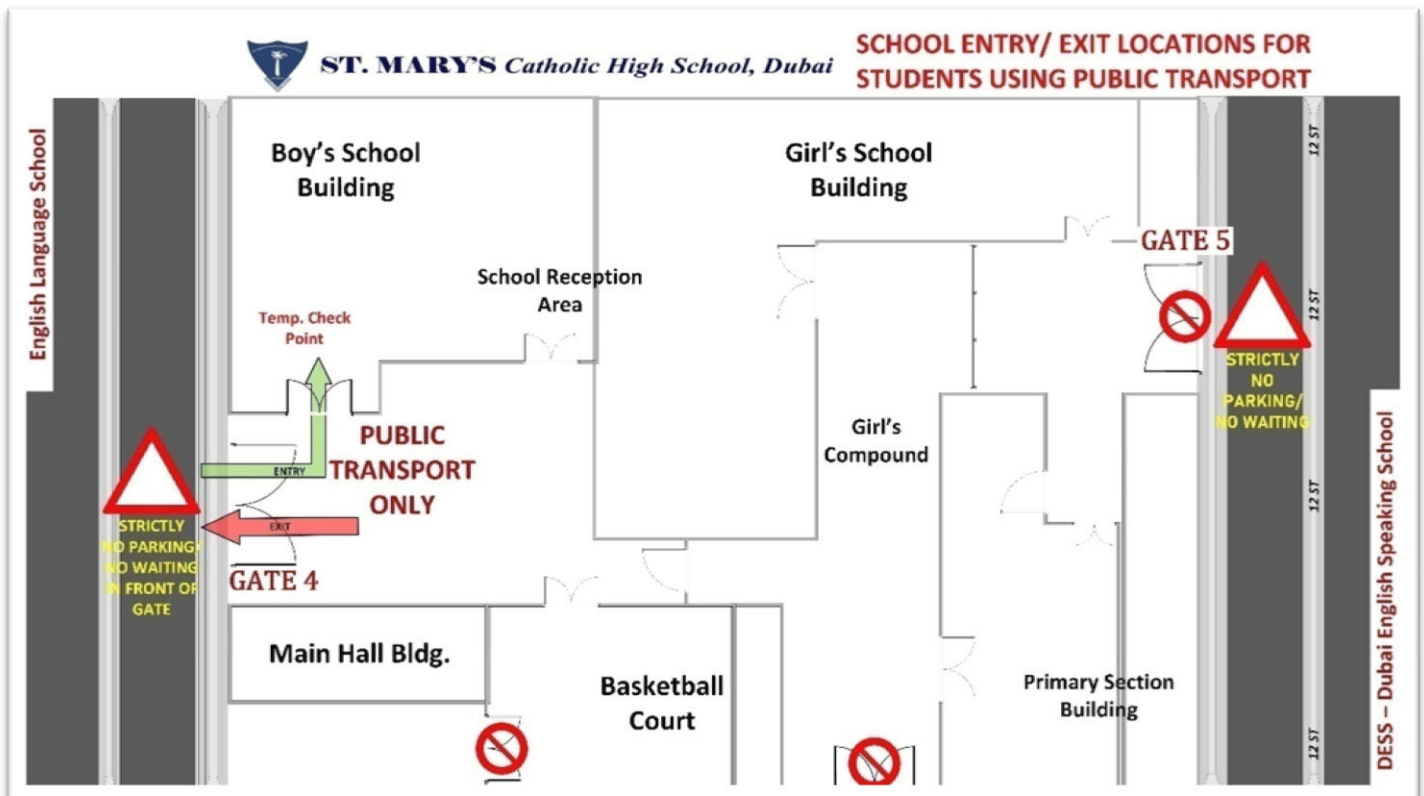 ST. MARY'S Catholic High School, Dubai
SCHOOL ENTRY/ EXIT LOCATIONS FOR
STUDENTS USING PUBLIC TRANSPORT
English Language School
Boy's School
Building
Girl's School
Building
12 ST
GATE 5
School Reception
Area
Temp. Check
Point
12 ST
STRICTLY
NO
PARKING/
NO WAITING
PUBLIC
TRANSPORT
ONLY
ENTRY
Girl's
Compound
12 ST
EXIT
STRICTLY
NO PARKING/
NO WAITING
IN FRONT OF
GATE
GATE 4
DESS – Dubai English Speaking School
Main Hall Bldg.
Basketball
Court
Primary Section
Building
12 ST